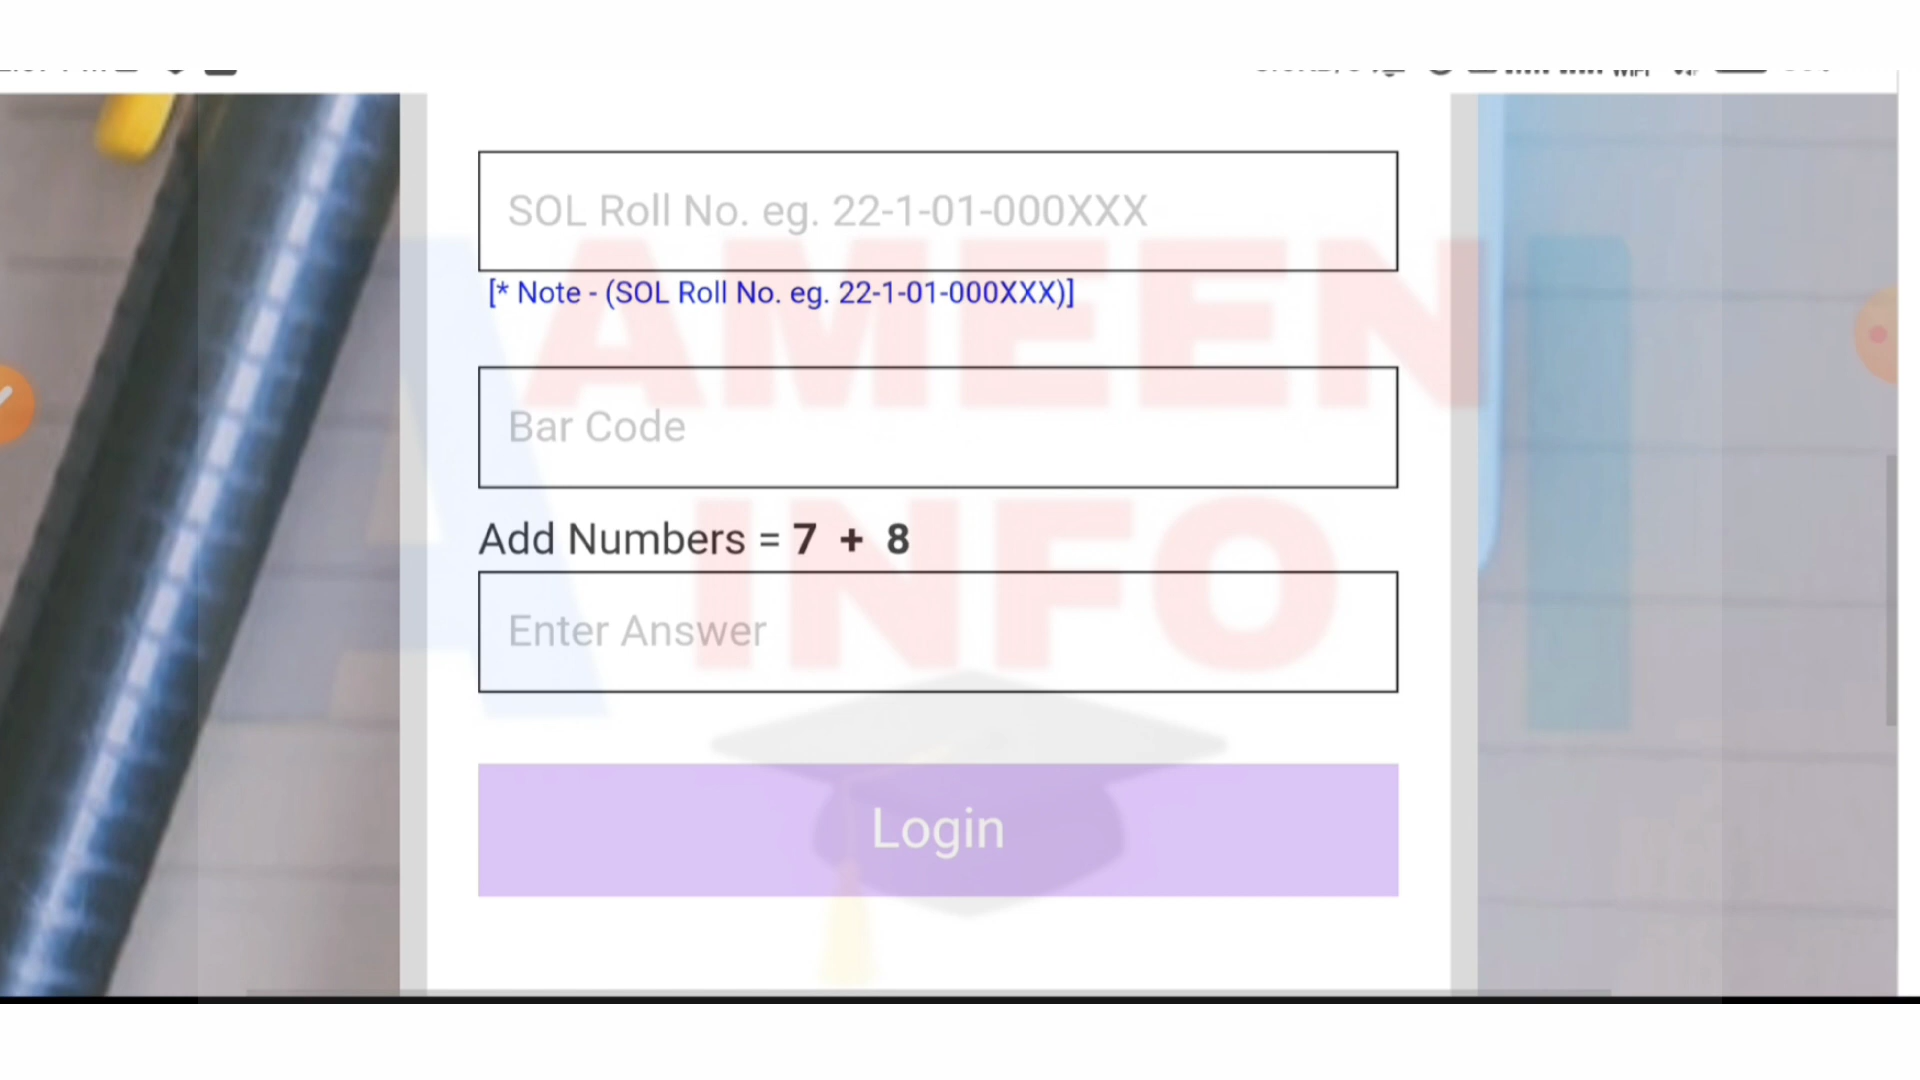 SOL Roll No. eg. 22-1-01-000XXX
[* Note - (SOL Roll No. eg. 22-1-01-000XXX)]
Bar Code
Add Numbers = 7 + 8
Enter Answer
Login
AMEEN
INFO